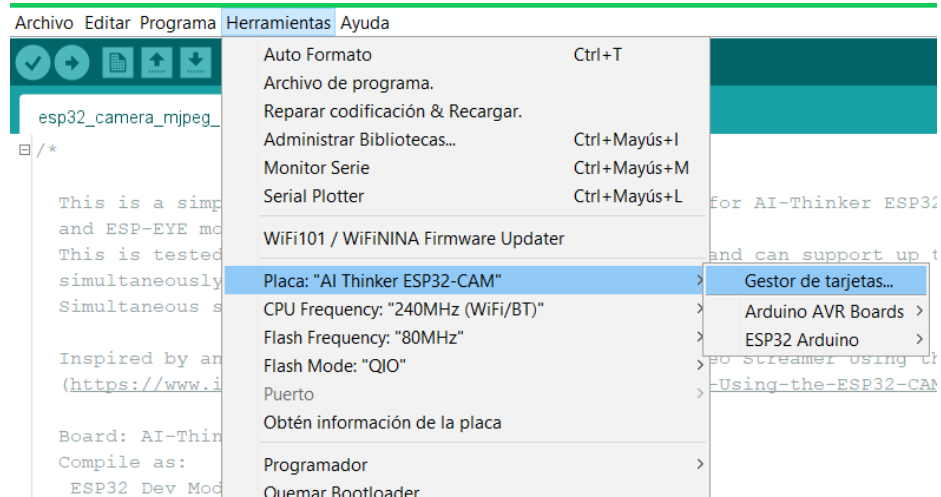 Archivo Editar Programa Herramientas Ayuda
Auto Formato Ctrl+T
Archivo de programa.
Reparar codificación & Recargar.
Administrar Bibliotecas... Ctrl+Mayús+I
Monitor Serie Ctrl+Mayús+M
Serial Plotter Ctrl+Mayús+L
WiFi101 / WiFiNINA Firmware Updater
Placa: "AI Thinker ESP32-CAM"
CPU Frequency: "240MHz (WiFi/BT)"
Flash Frequency: "80MHz"
Flash Mode: "QIO"
Puerto
Obtén información de la placa
Programador
Quemar Bootloader
Gestor de tarjetas...
Arduino AVR Boards
ESP32 Arduino
esp32_camera_mjpeg_
/*
This is a simp for AI-Thinker ESP32
and ESP-EYE mo
This is tested and can support up t
simultaneously
Simultaneous s
Inspired by an eo Streamer Using th
(https://www.i -Using-the-ESP32-CAM
Board: AI-Thin
Compile as:
ESP32 Dev Mod